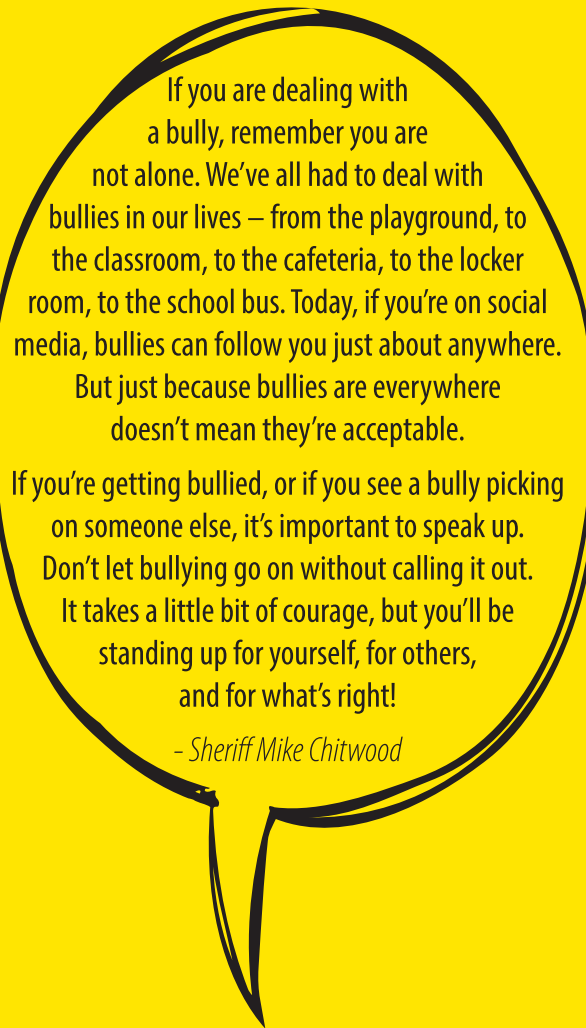 If you are dealing with
a bully, remember you are
not alone. We’ve all had to deal with
bullies in our lives – from the playground, to
the classroom, to the cafeteria, to the locker
room, to the school bus. Today, if you’re on social
media, bullies can follow you just about anywhere.
But just because bullies are everywhere
doesn’t mean they’re acceptable.
If you’re getting bullied, or if you see a bully picking
on someone else, it’s important to speak up.
Don’t let bullying go on without calling it out.
It takes a little bit of courage, but you’ll be
standing up for yourself, for others,
and for what’s right!
- Sheriff Mike Chitwood